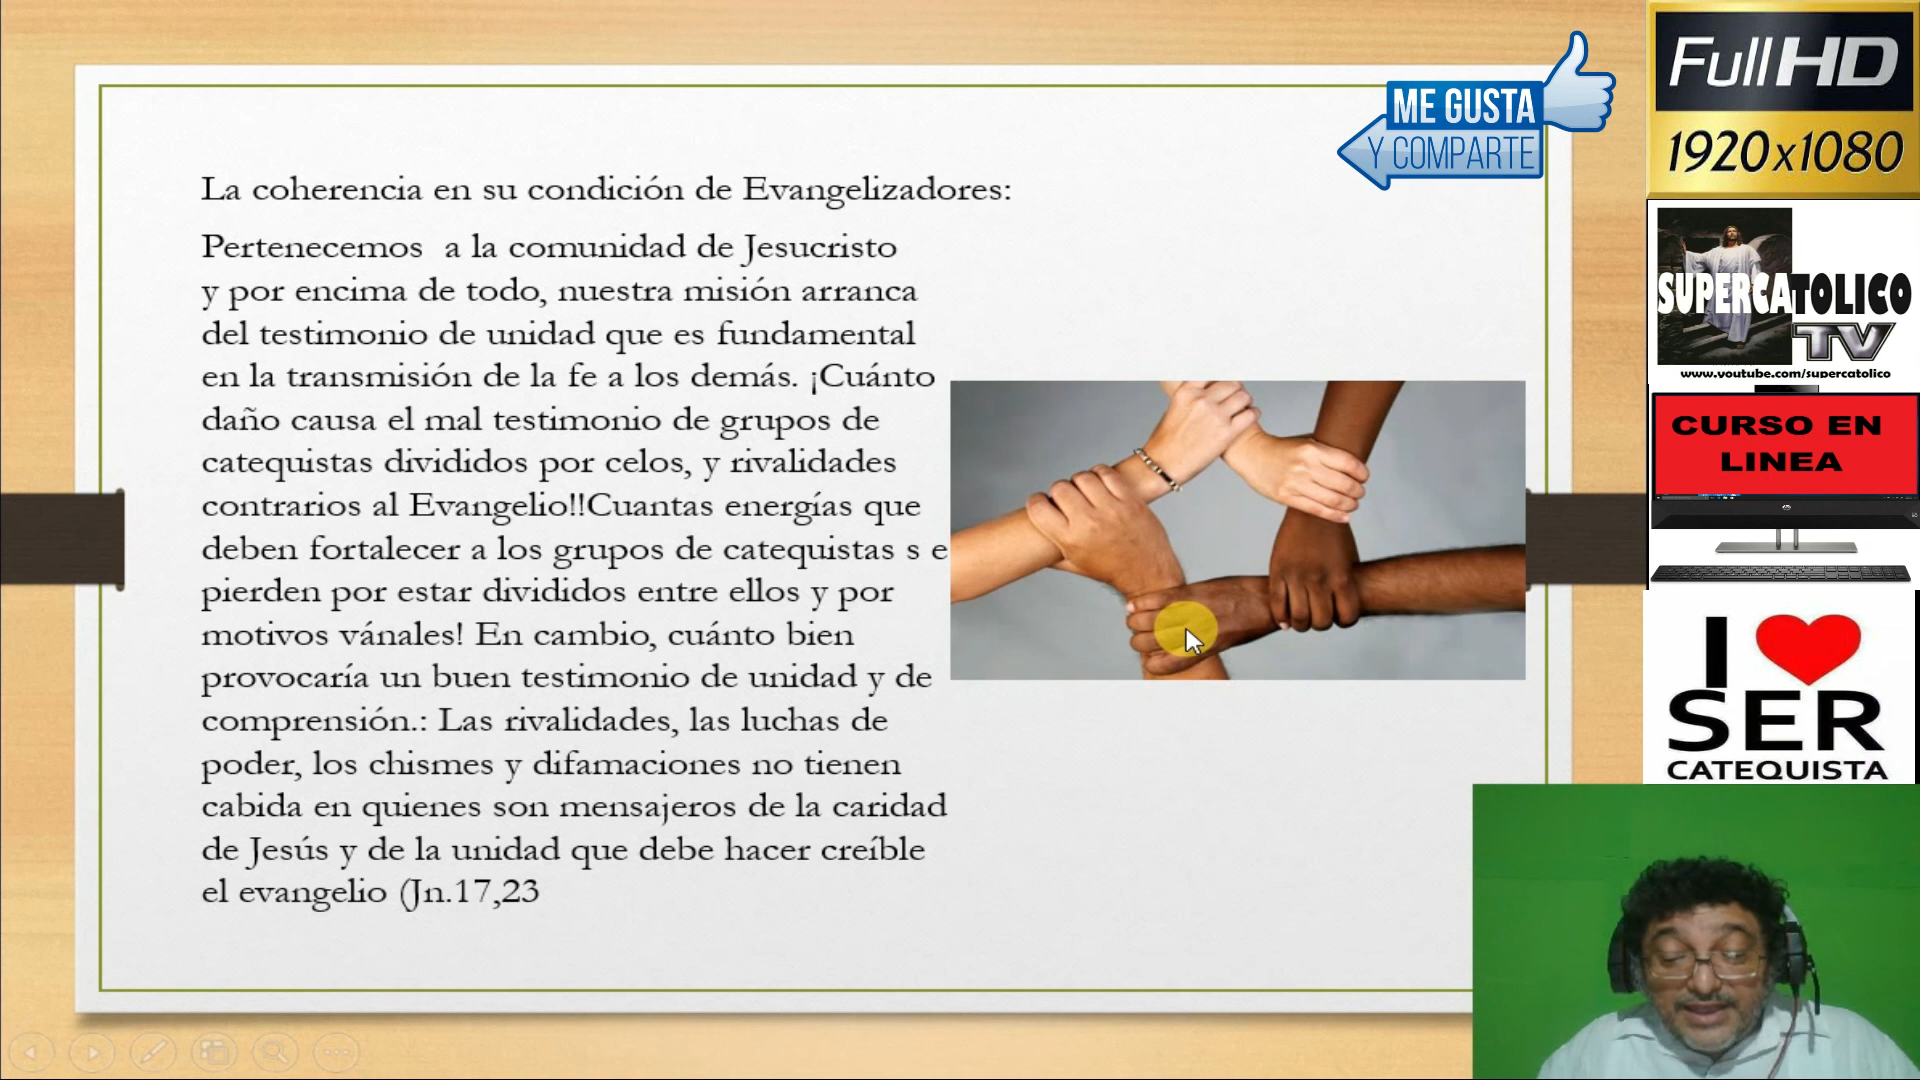 La coherencia en su condición de Evangelizadores:
Pertenecemos  a la comunidad de Jesucristo
y por encima de todo, nuestra misión arranca
del testimonio de unidad que es fundamental
en la transmisión de la fe a los demás. ¡Cuánto
daño causa el mal testimonio de grupos de
catequistas divididos por celos, y rivalidades
contrarios al Evangelio!!Cuantas energías que
deben fortalecer a los grupos de catequistas s e
pierden por estar divididos entre ellos y por
motivos vánales! En cambio, cuánto bien
provocaría un buen testimonio de unidad y de
comprensión.: Las rivalidades, las luchas de
poder, los chismes y difamaciones no tienen
cabida en quienes son mensajeros de la caridad
de Jesús y de la unidad que debe hacer creíble
el evangelio (Jn.17,23
ME GUSTA
Y COMPARTE
Full HD
1920x1080
SUPERCATOLICO
TV
www.youtube.com/supercatolico
CURSO EN
LINEA
hp
I
SER
CATEQUISTA